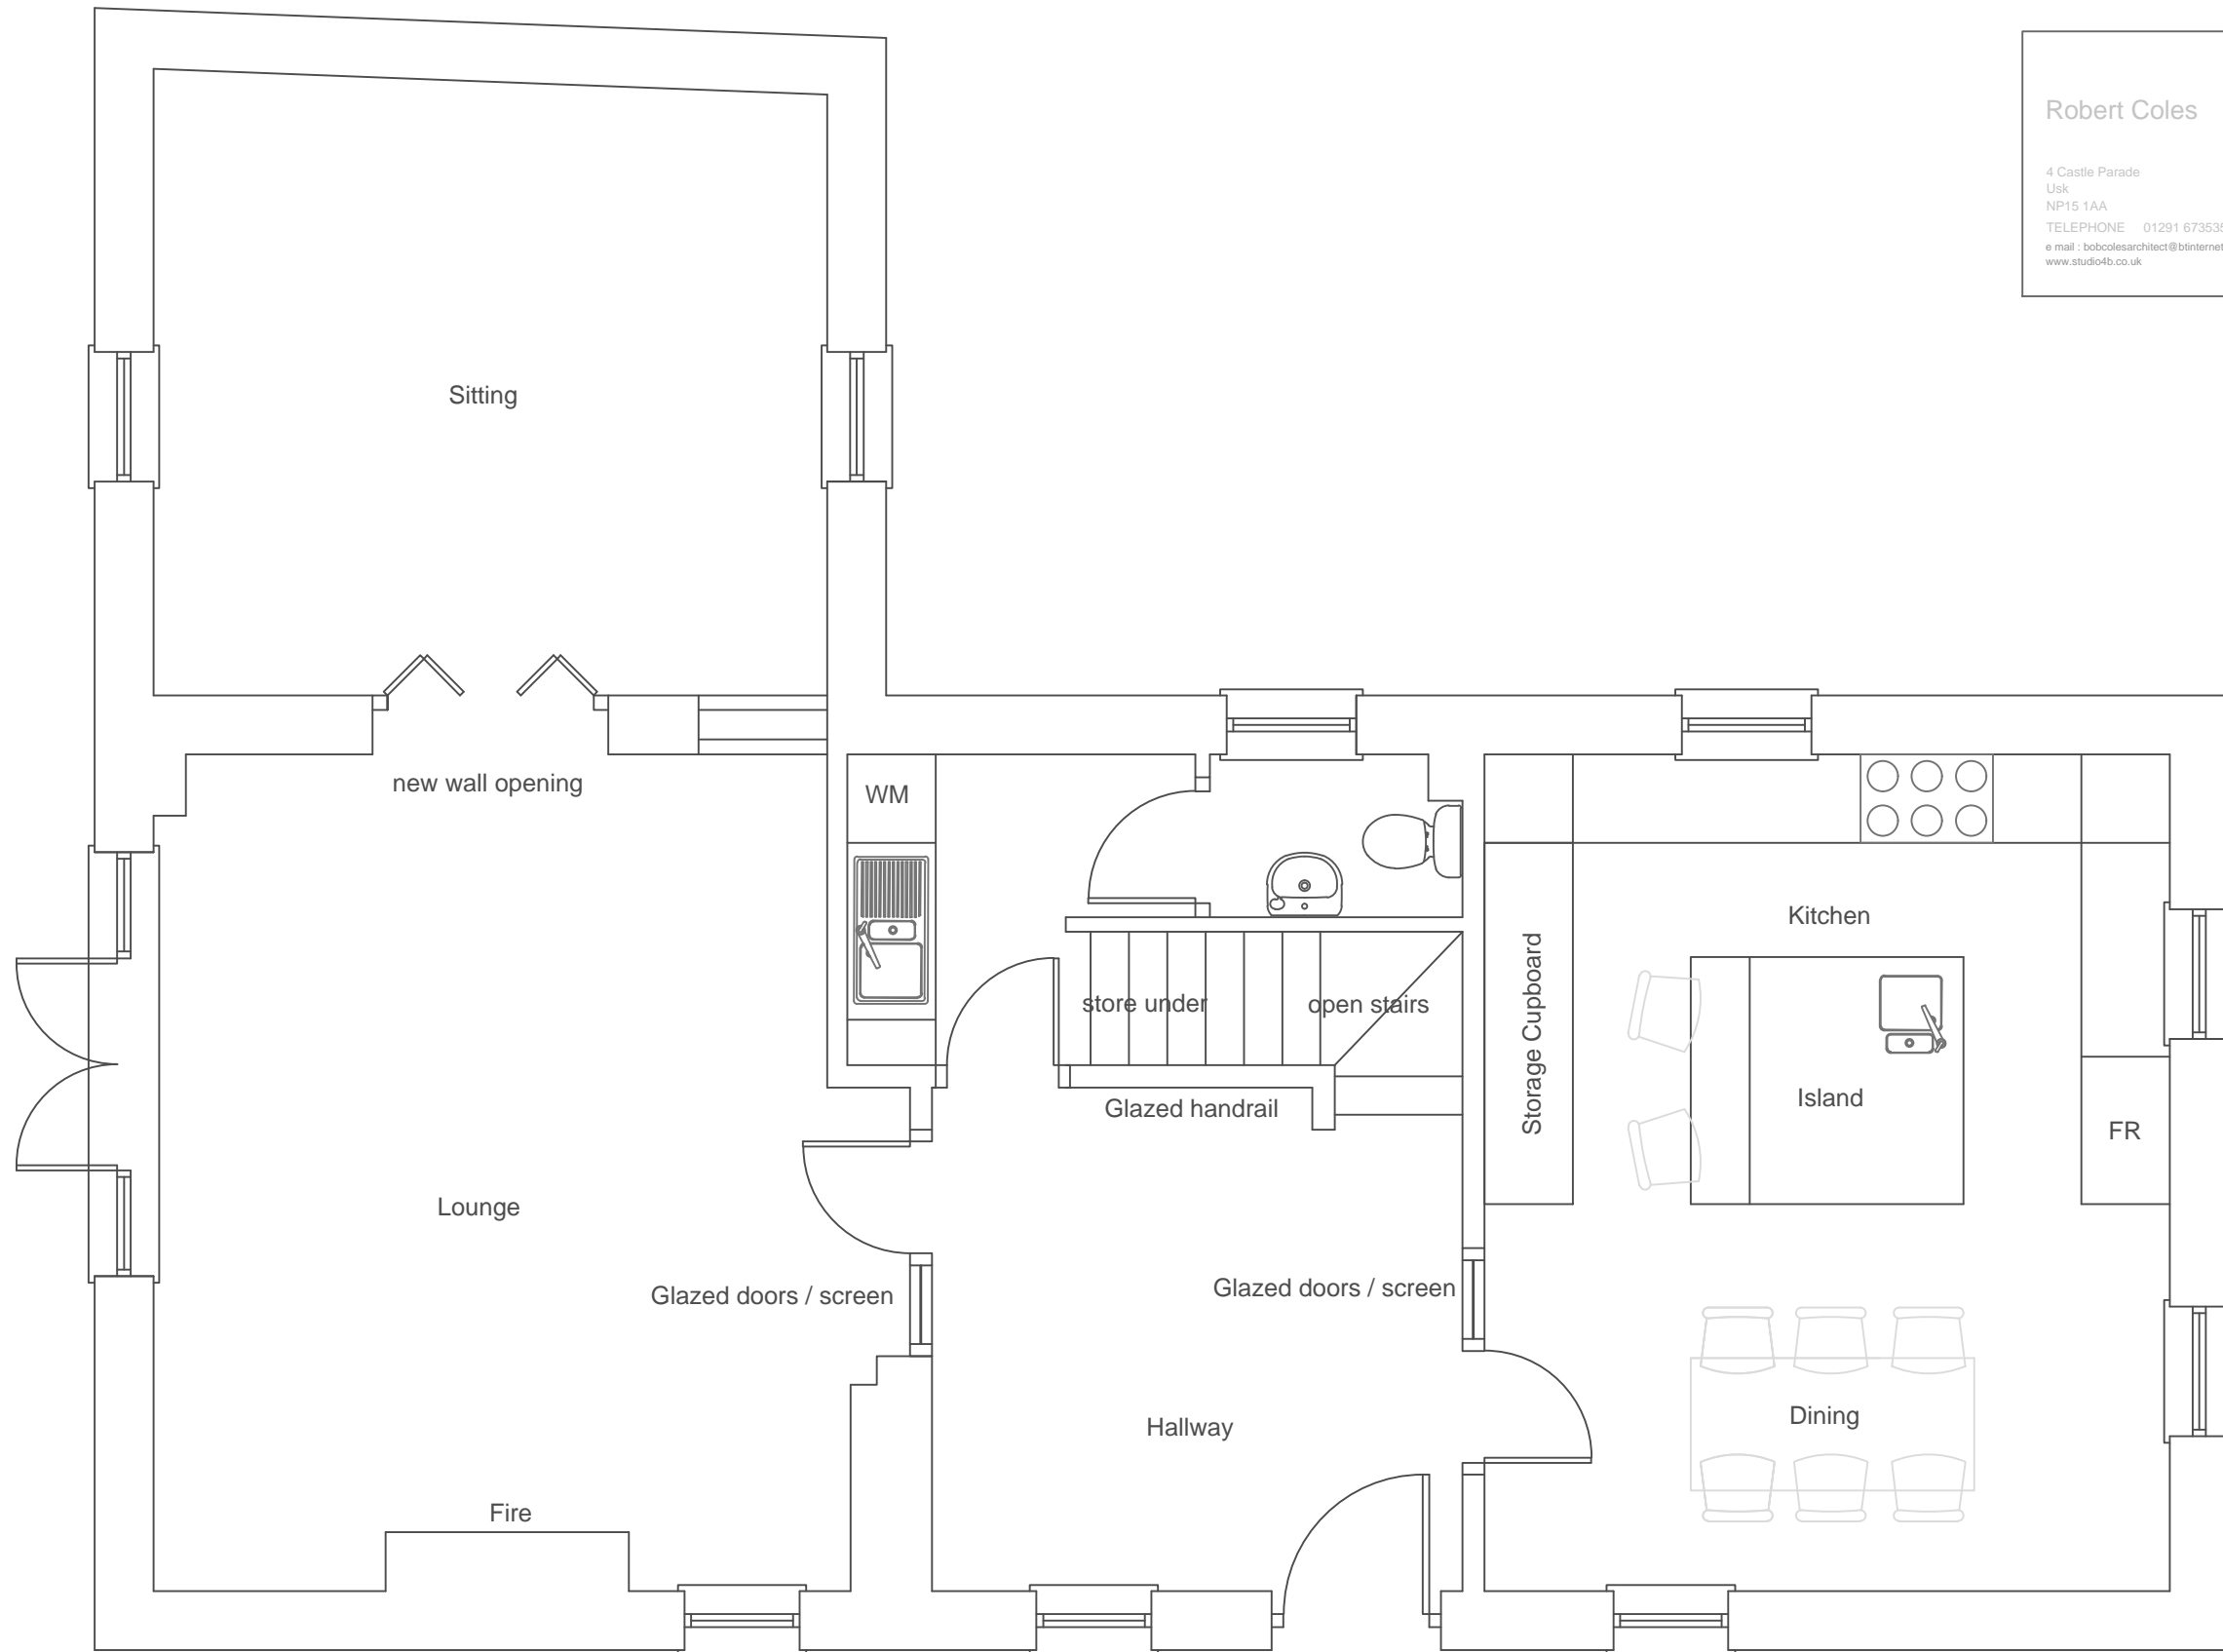 Robert Coles
4 Castle Parade
Usk
NP15 1AA
TELEPHONE 01291 673535
e mail : bobcolesarchitect@btinternet
www.studio4b.co.uk
Sitting
new wall opening
WM
Kitchen
Storage Cupboard
store under
open stairs
Island
Glazed handrail
FR
Lounge
Glazed doors / screen
Glazed doors / screen
Dining
Hallway
Fire